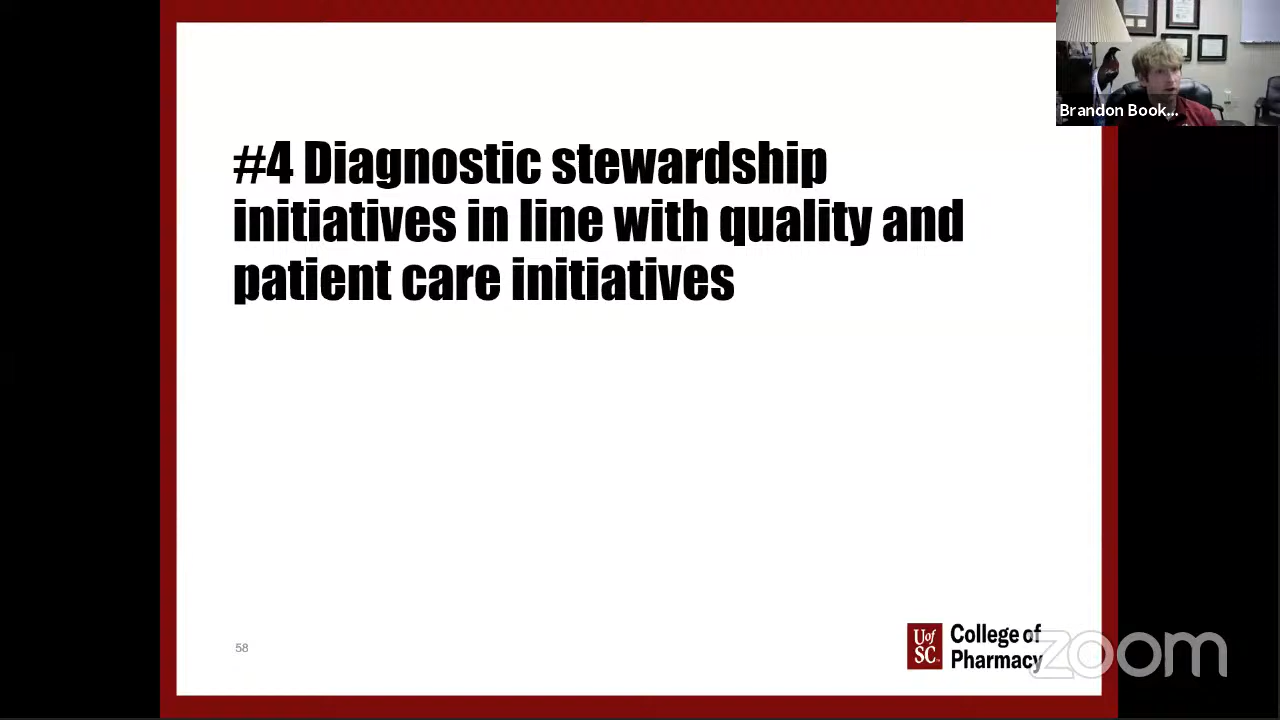 Brandon Book...
#4 Diagnostic stewardship
initiatives in line with quality and
patient care initiatives
58
UofSC
College of
Pharmacy
zoom